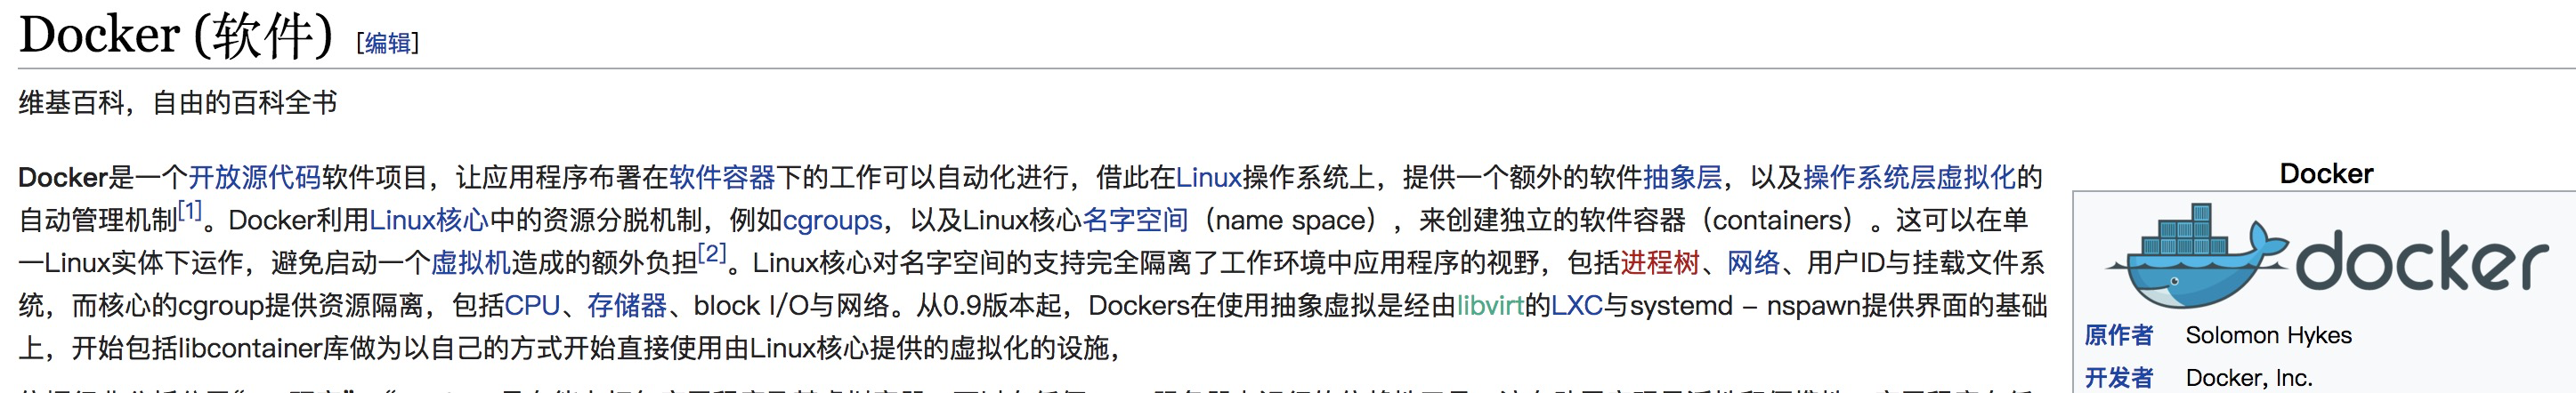 Docker (软件) [编辑]
维基百科，自由的百科全书
Docker是一个开放源代码软件项目，让应用程序布署在软件容器下的工作可以自动化进行，借此在Linux操作系统上，提供一个额外的软件抽象层，以及操作系统层虚拟化的
自动管理机制[1]。Docker利用Linux核心中的资源分脱机制，例如cgroups，以及Linux核心名字空间（name space），来创建独立的软件容器（containers）。这可以在单
一Linux实体下运作，避免启动一个虚拟机造成的额外负担[2]。Linux核心对名字空间的支持完全隔离了工作环境中应用程序的视野，包括进程树、网络、用户ID与挂载文件系
统，而核心的cgroup提供资源隔离，包括CPU、存储器、block I/O与网络。从0.9版本起，Dockers在使用抽象虚拟是经由libvirt的LXC与systemd – nspawn提供界面的基础
上，开始包括libcontainer库做为以自己的方式开始直接使用由Linux核心提供的虚拟化的设施，
Docker
docker
原作者 Solomon Hykes
开发者 Docker, Inc.